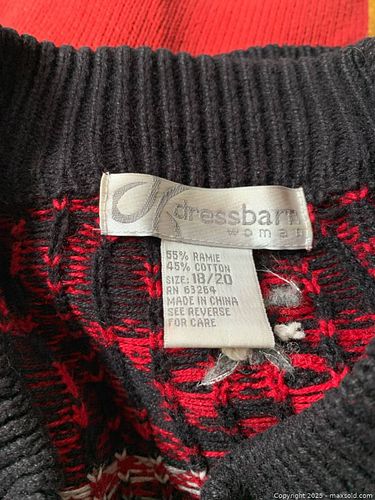 dressbarn
woman
55% RAMIE
45% COTTON
SIZE: 18/20
RN 63264
MADE IN CHINA
SEE REVERSE
FOR CARE
Copyright 2025 - maxsold.com